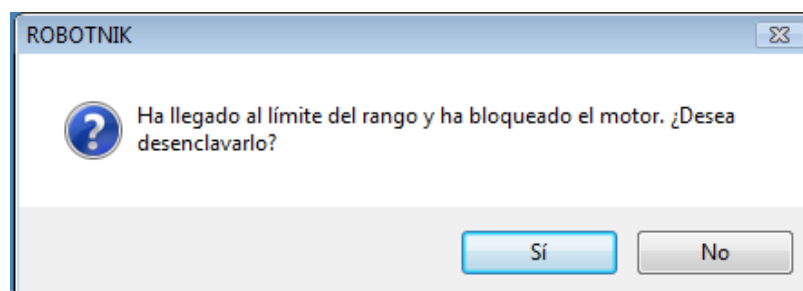 ROBOTNIK
Ha llegado al límite del rango y ha bloqueado el motor. ¿Desea
desenclavarlo?
Sí
No